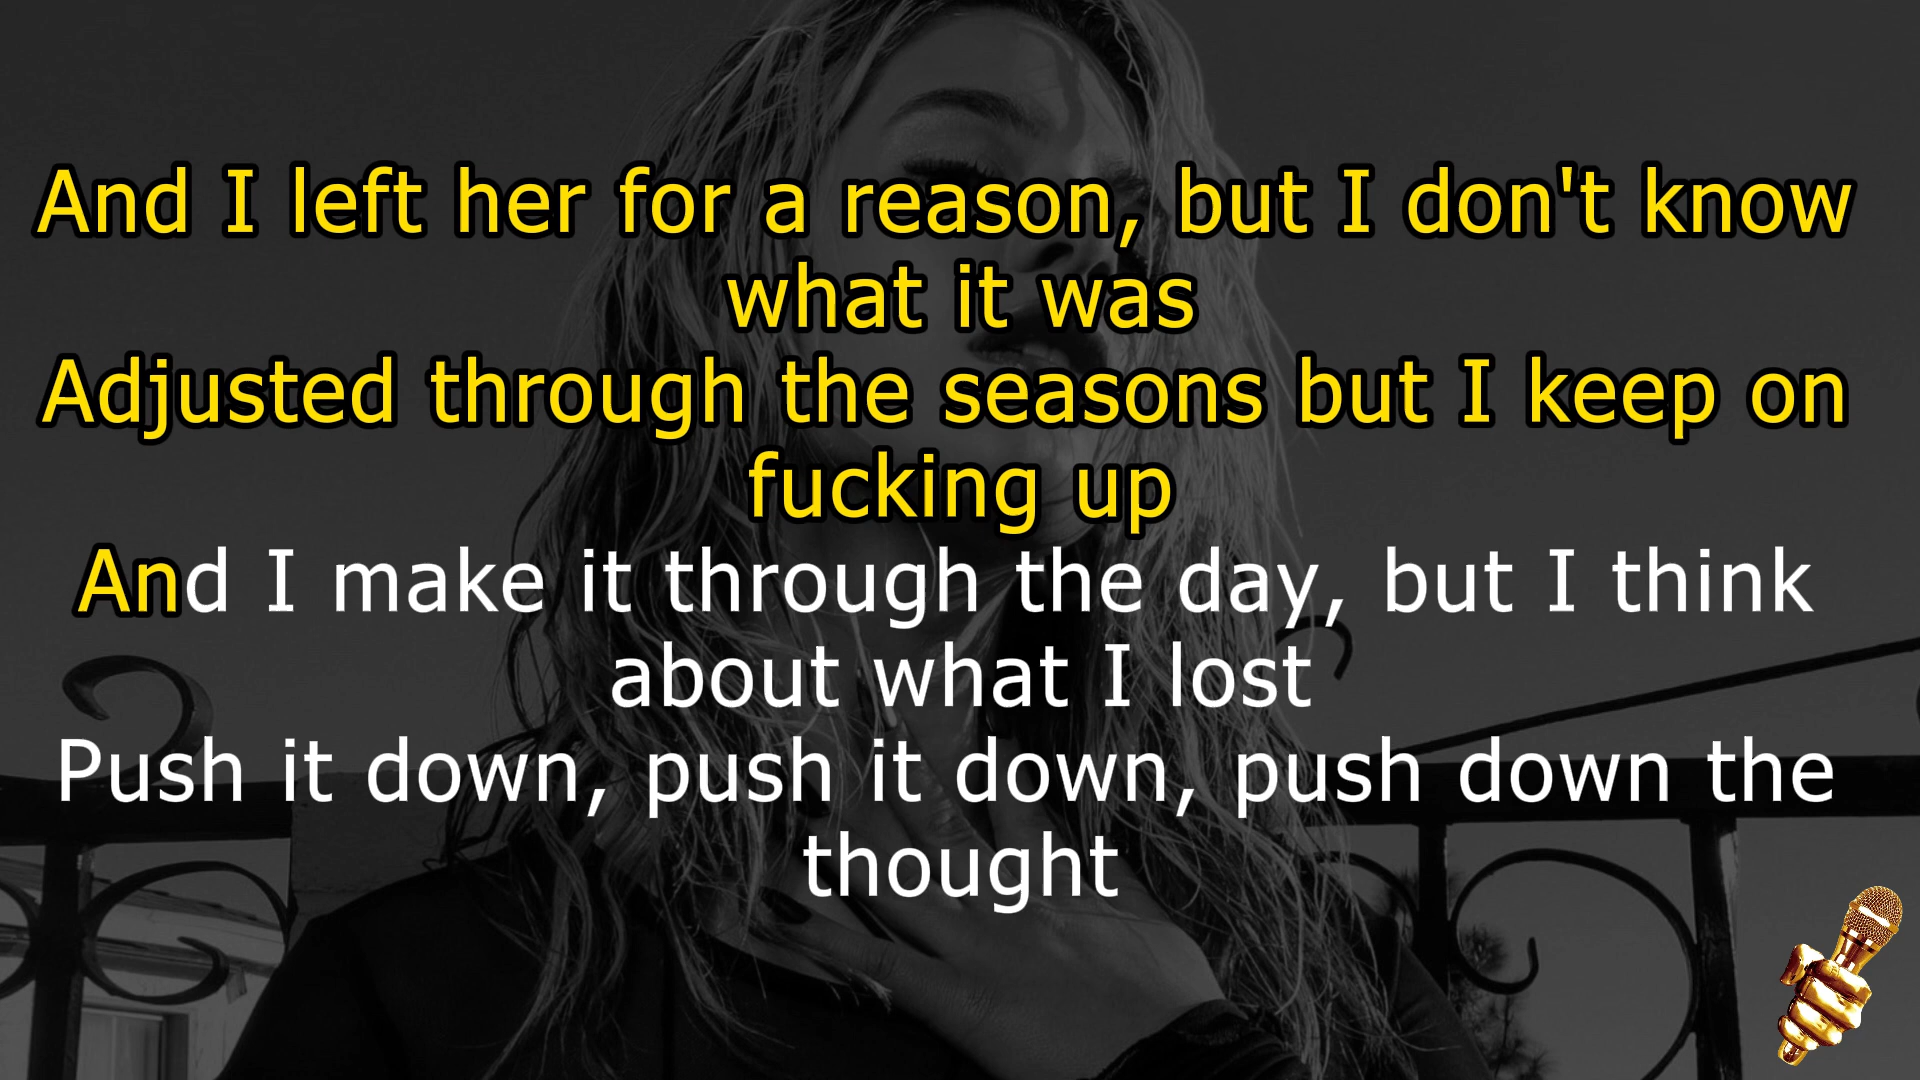 And I left her for a reason, but I don't know
what it was
Adjusted through the seasons but I keep on
fucking up
And I make it through the day, but I think
about what I lost
Push it down, push it down, push down the
thought